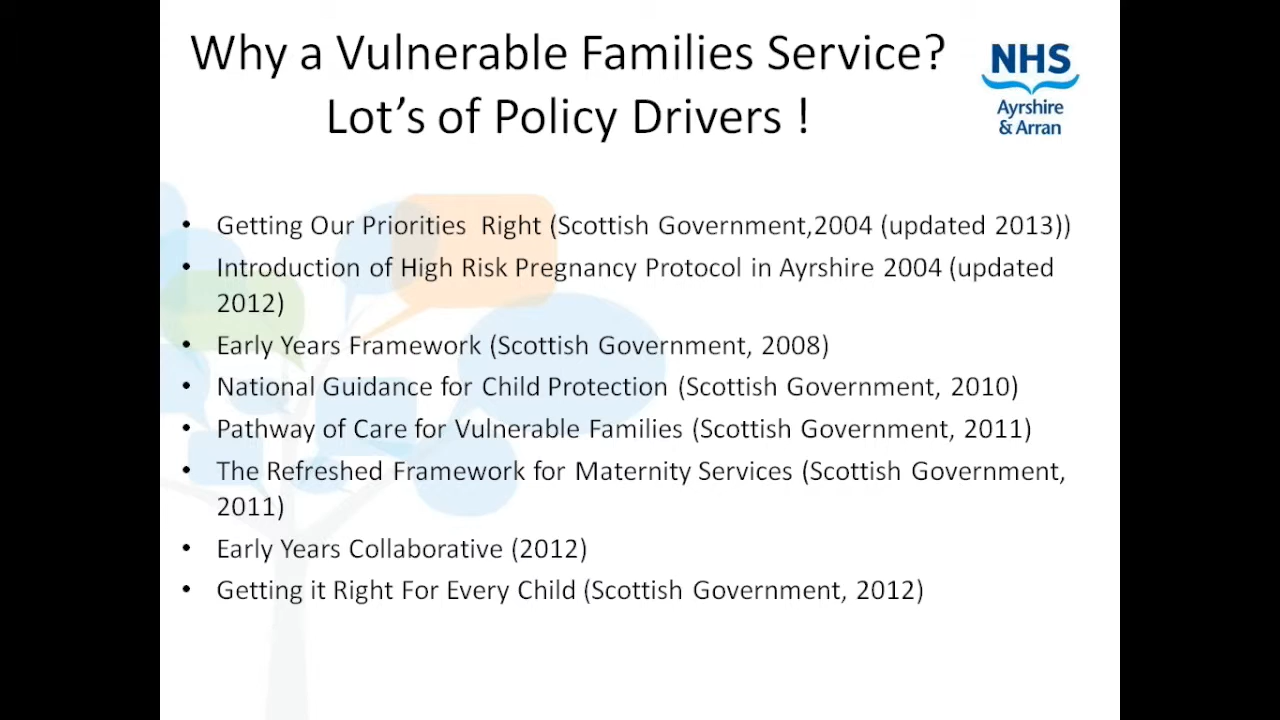 Why a Vulnerable Families Service?
Lot's of Policy Drivers !
NHS
Ayrshire
& Arran
• Getting Our Priorities  Right (Scottish Government,2004 (updated 2013))
• Introduction of High Risk Pregnancy Protocol in Ayrshire 2004 (updated
2012)
• Early Years Framework (Scottish Government, 2008)
• National Guidance for Child Protection (Scottish Government, 2010)
• Pathway of Care for Vulnerable Families (Scottish Government, 2011)
• The Refreshed Framework for Maternity Services (Scottish Government,
2011)
• Early Years Collaborative (2012)
• Getting it Right For Every Child (Scottish Government, 2012)